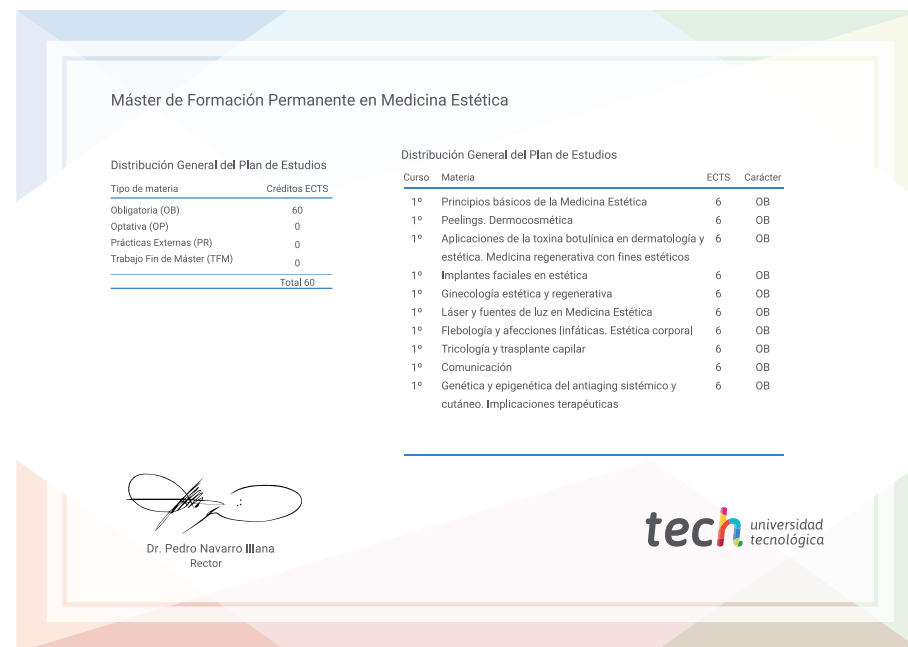 Máster de Formación Permanente en Medicina Estética
Distribución General del Plan de Estudios
Tipo de materia Créditos ECTS
Obligatoria (OB) 60
Optativa (OP) 0
Prácticas Externas (PR) 0
Trabajo Fin de Máster (TFM) 0
Total 60
Distribución General del Plan de Estudios
Curso Materia ECTS Carácter
1º Principios básicos de la Medicina Estética 6 OB
1º Peelings. Dermocosmética 6 OB
1º Aplicaciones de la toxina botulínica en dermatología y 6 OB
estética. Medicina regenerativa con fines estéticos
1º Implantes faciales en estética 6 OB
1º Ginecología estética y regenerativa 6 OB
1º Láser y fuentes de luz en Medicina Estética 6 OB
1º Flebología y afecciones linfáticas. Estética corporal 6 OB
1º Tricología y trasplante capilar 6 OB
1º Comunicación 6 OB
1º Genética y epigenética del antiaging sistémico y 6 OB
cutáneo. Implicaciones terapéuticas
Dr. Pedro Navarro Illana
Rector
tech universidad
tecnológica